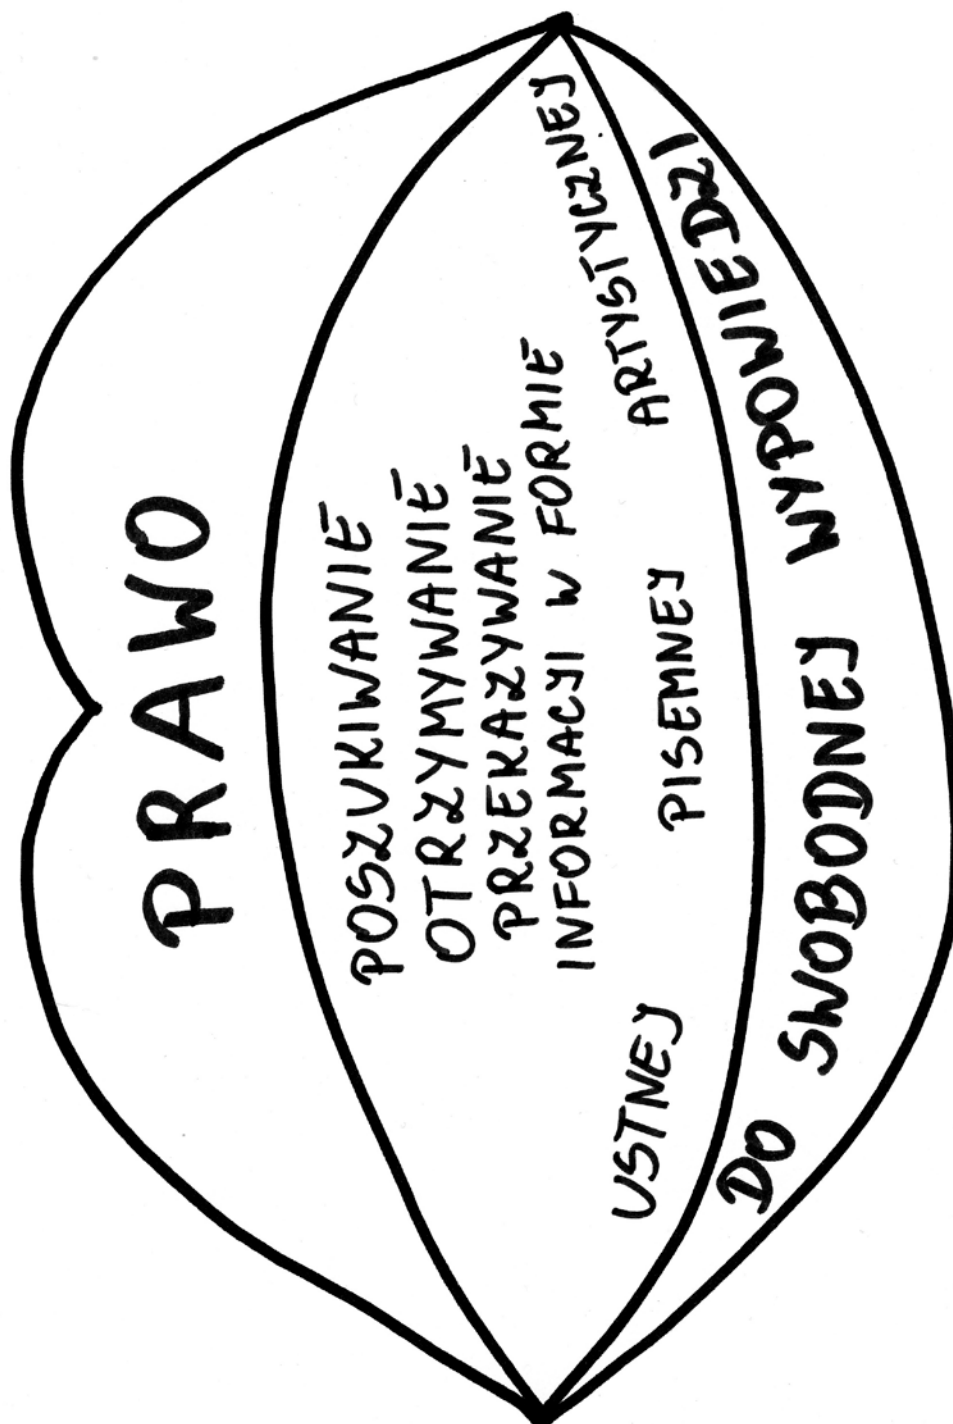 PRAWO
POSZUKIWANIE
OTRZYMYWANIE
PRZEKAZYWANIE
INFORMACJI W FORMIE
USTNEJ PISEMNEJ ARTYSTYCZNEJ
DO SWOBODNEJ WYPOWIEDZI